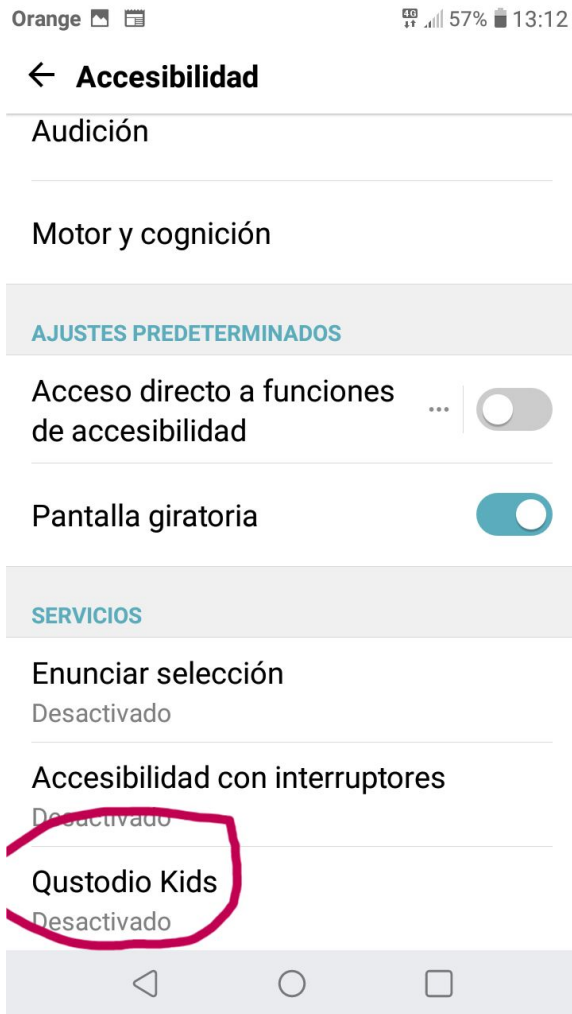 Orange 4G 57% 13:12
Accesibilidad
Audición
Motor y cognición
AJUSTES PREDETERMINADOS
Acceso directo a funciones
de accesibilidad
Pantalla giratoria
SERVICIOS
Enunciar selección
Desactivado
Accesibilidad con interruptores
Desactivado
Qustodio Kids
Desactivado